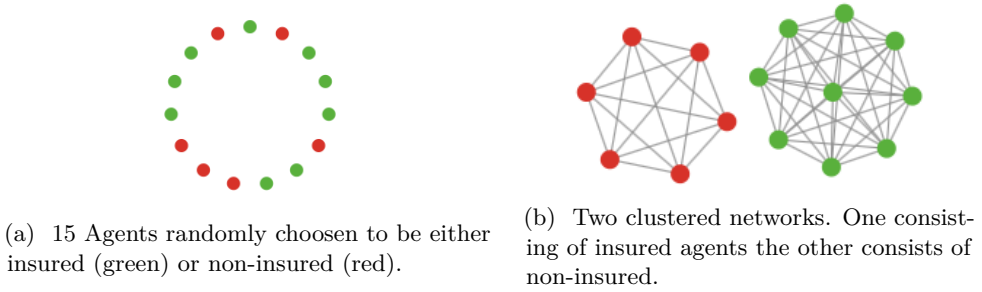 (a) 15 Agents randomly choosen to be either
insured (green) or non-insured (red).
(b) Two clustered networks. One consist-
ing of insured agents the other consists of
non-insured.